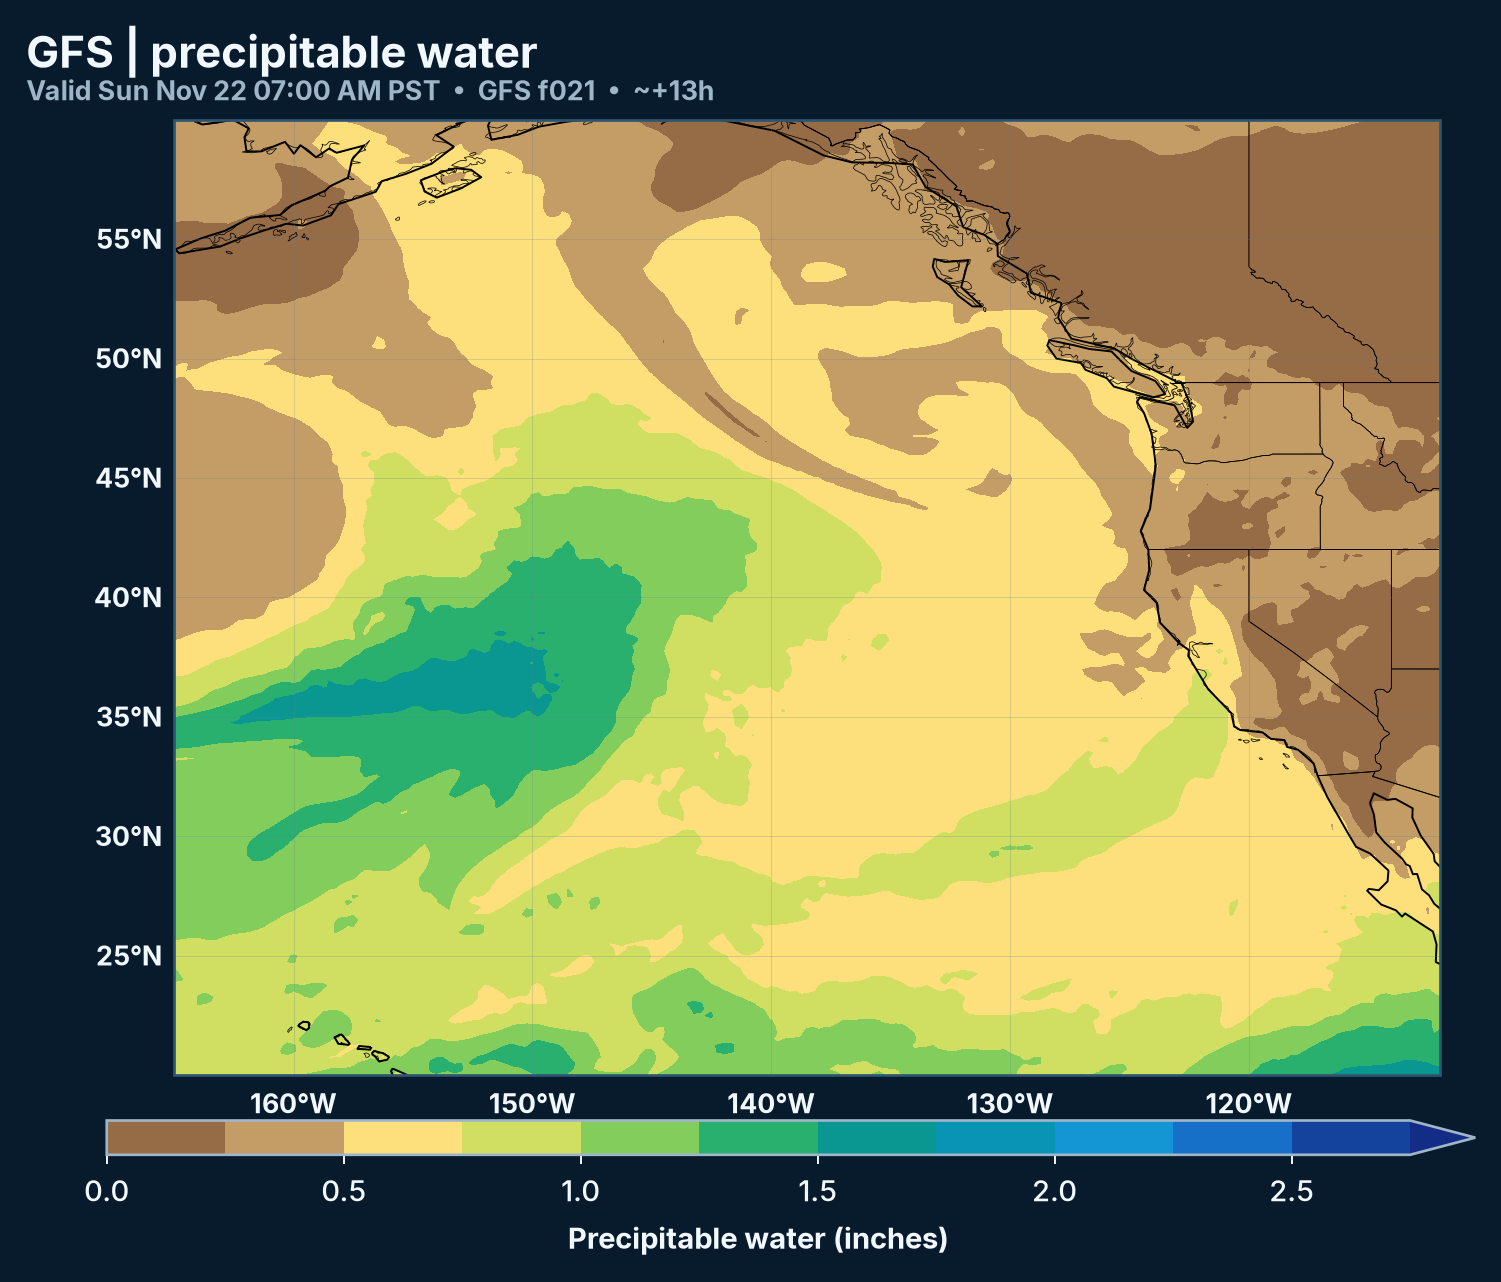 GFS | precipitable water
Valid Sun Nov 22 07:00 AM PST • GFS f021 • ~+13h
55°N
50°N
45°N
40°N
35°N
30°N
25°N
160°W 150°W 140°W 130°W 120°W
0.0 0.5 1.0 1.5 2.0 2.5
Precipitable water (inches)